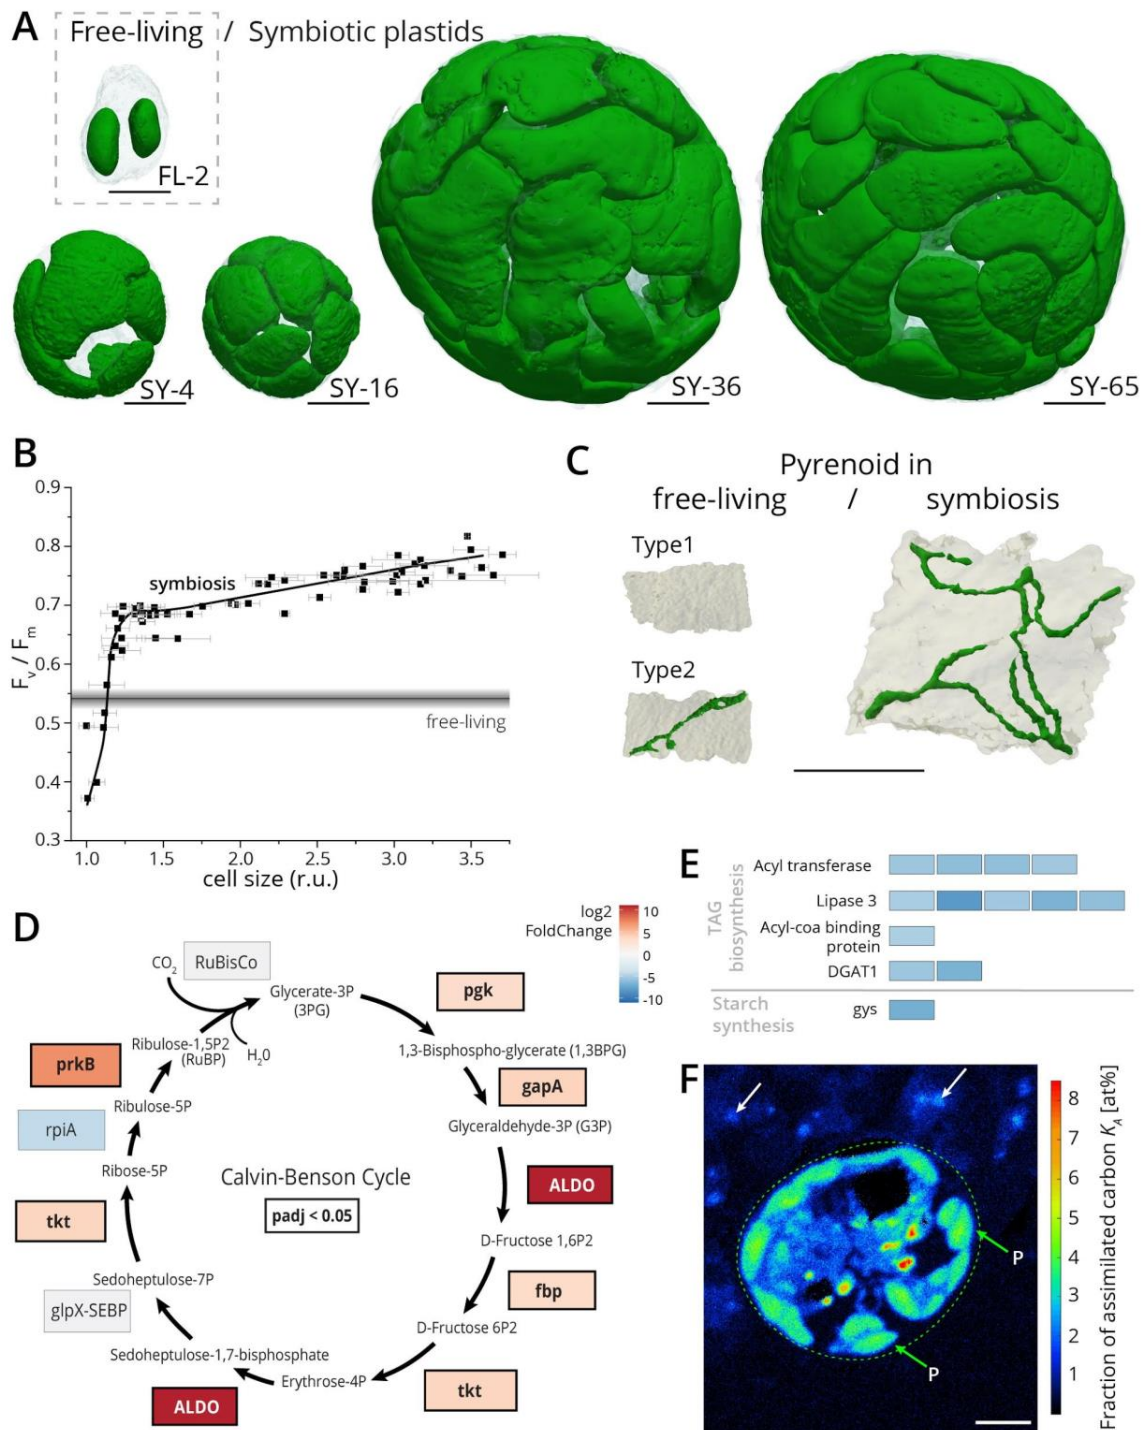 A
Free-living / Symbiotic plastids
FL-2
SY-4
SY-16
SY-36
SY-65
B
0.9
0.8
0.7
0.6
0.5
0.4
0.3
Fv / Fm
symbiosis
free-living
1.0 1.5 2.0 2.5 3.0 3.5
cell size (r.u.)
C
Pyrenoid in
free-living / symbiosis
Type1
Type2
D
log2
FoldChange
10
5
0
-5
-10
CO2
RuBisCo
Glycerate-3P
(3PG)
pgk
1,3-Bisphospho-glycerate (1,3BPG)
gapA
Glyceraldehyde-3P (G3P)
ALDO
D-Fructose 1,6P2
fbp
D-Fructose 6P2
tkt
Erythrose-4P
ALDO
Sedoheptulose-1,7-bisphosphate
glpX-SEBP
Sedoheptulose-7P
tkt
Ribose-5P
rpiA
Ribulose-5P
prkB
Ribulose-1,5P2
(RuBP)
H20
Calvin-Benson Cycle
padj < 0.05
E
TAG
biosynthesis
Acyl transferase
Lipase 3
Acyl-coa binding
protein
DGAT1
Starch
synthesis
gys
F
P
P
8
7
6
5
4
3
2
1
Fraction of assimilated carbon KA [at%]